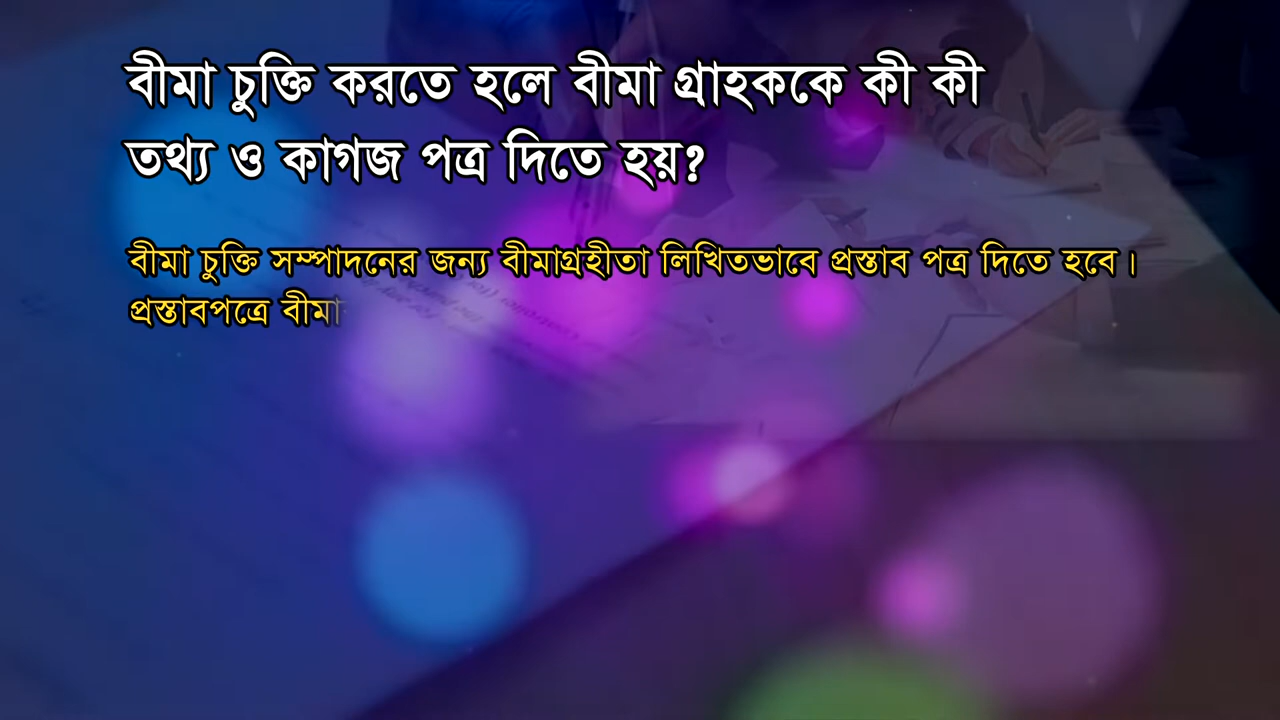 বীমা চুক্তি করতে হলে বীমা গ্রাহককে কী কী
তথ্য ও কাগজ পত্র দিতে হয়?
বীমা চুক্তি সম্পাদনের জন্য বীমাগ্রহীতা লিখিতভাবে প্রস্তাব পত্র দিতে হবে।
প্রস্তাবপত্রে বীমা